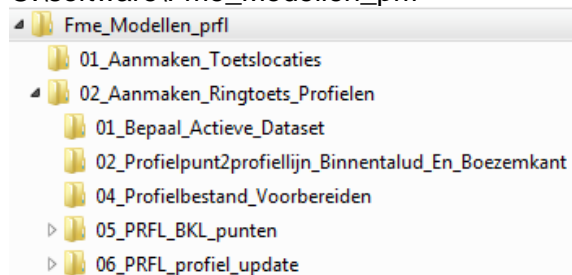 Fme_Modellen_prfl
01_Aanmaken_Toetslocaties
02_Aanmaken_Ringtoets_Profielen
01_Bepaal_Actieve_Dataset
02_Profielpunt2profiellijn_Binnentalud_En_Boezemkant
04_Profielbestand_Voorbereiden
05_PRFL_BKL_punten
06_PRFL_profiel_update